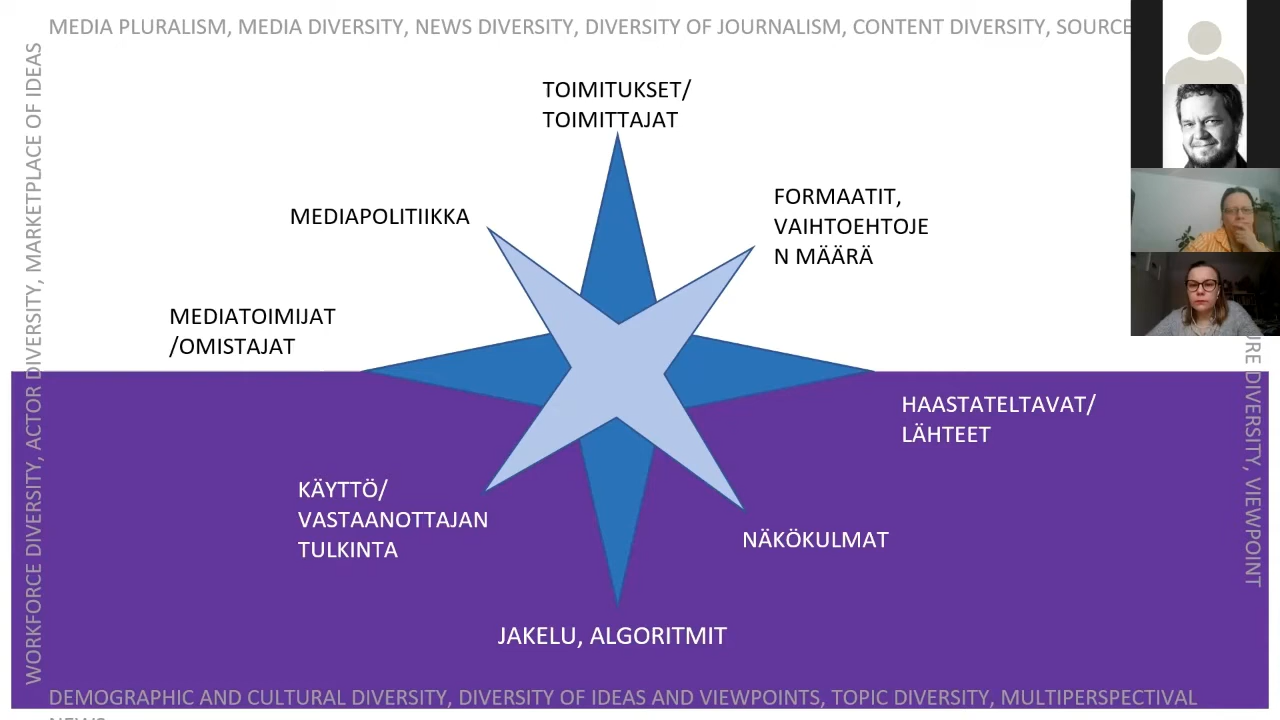 MEDIA PLURALISM, MEDIA DIVERSITY, NEWS DIVERSITY, DIVERSITY OF JOURNALISM, CONTENT DIVERSITY, SOURCE
WORKFORCE DIVERSITY, ACTOR DIVERSITY, MARKETPLACE OF IDEAS
TOIMITUKSET/
TOIMITTAJAT
MEDIAPOLITIIKKA
FORMAATIT,
VAIHTOEHTOJE
N MÄÄRÄ
MEDIATOIMIJAT
/OMISTAJAT
HAASTATELTAVAT/
LÄHTEET
KÄYTTÖ/
VASTAANOTTAJAN
TULKINTA
NÄKÖKULMAT
JAKELU, ALGORITMIT
DIVERSITY, VIEWPOINT
DEMOGRAPHIC AND CULTURAL DIVERSITY, DIVERSITY OF IDEAS AND VIEWPOINTS, TOPIC DIVERSITY, MULTIPERSPECTIVAL